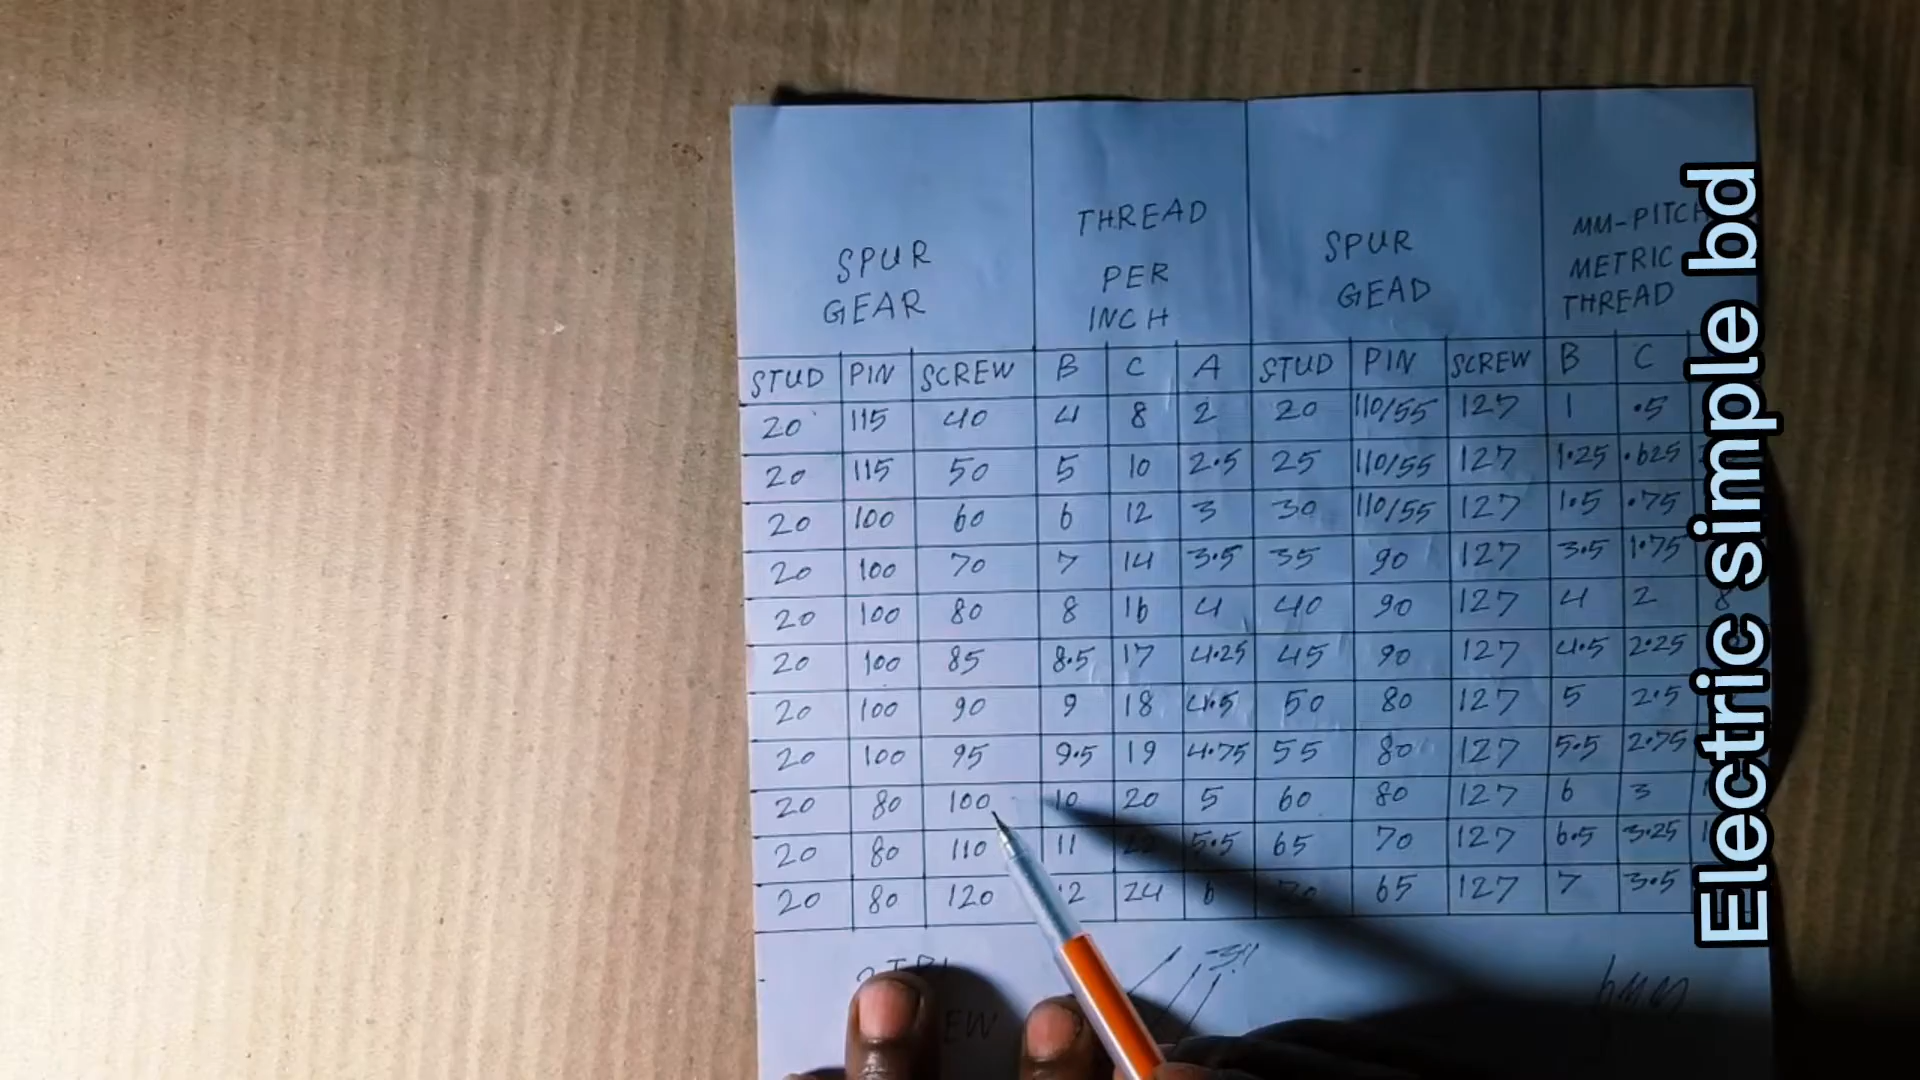 SPUR GEAR THREAD PER INCH SPUR GEAD MM-PITCH METRIC THREAD
STUD PIN SCREW B C A STUD PIN SCREW B C
20 115 40 4 8 2 20 110/55 127 1 .5
20 115 50 5 10 2.5 25 110/55 127 1.25 .625
20 100 60 6 12 3 30 110/55 127 1.5 .75
20 100 70 7 14 3.5 35 90 127 3.5 1.75
20 100 80 8 16 4 40 90 127 4 2 8
20 100 85 8.5 17 4.25 45 90 127 4.5 2.25
20 100 90 9 18 4.5 50 80 127 5 2.5
20 100 95 9.5 19 4.75 55 80 127 5.5 2.75
20 80 100 10 20 5 60 80 127 6 3
20 80 110 11 22 5.5 65 70 127 6.5 3.25
20 80 120 12 24 6 70 65 127 7 3.5
Electric simple bd